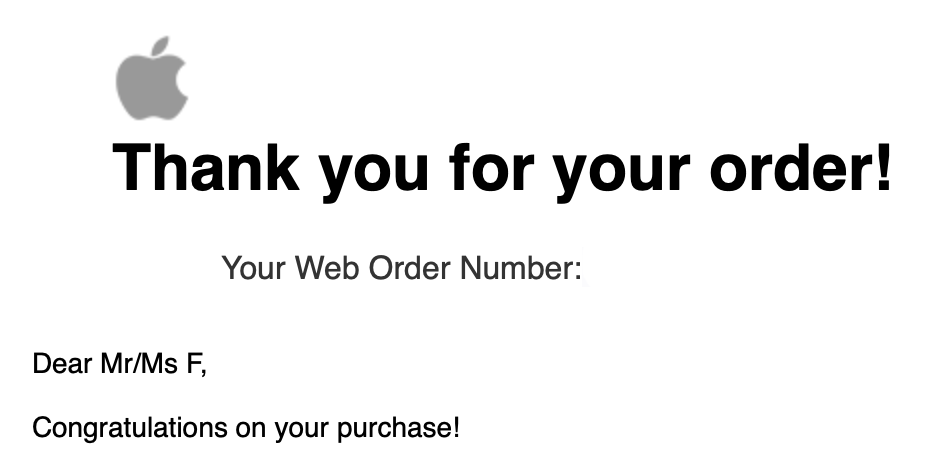 Thank you for your order!
Your Web Order Number:
Dear Mr/Ms F,
Congratulations on your purchase!